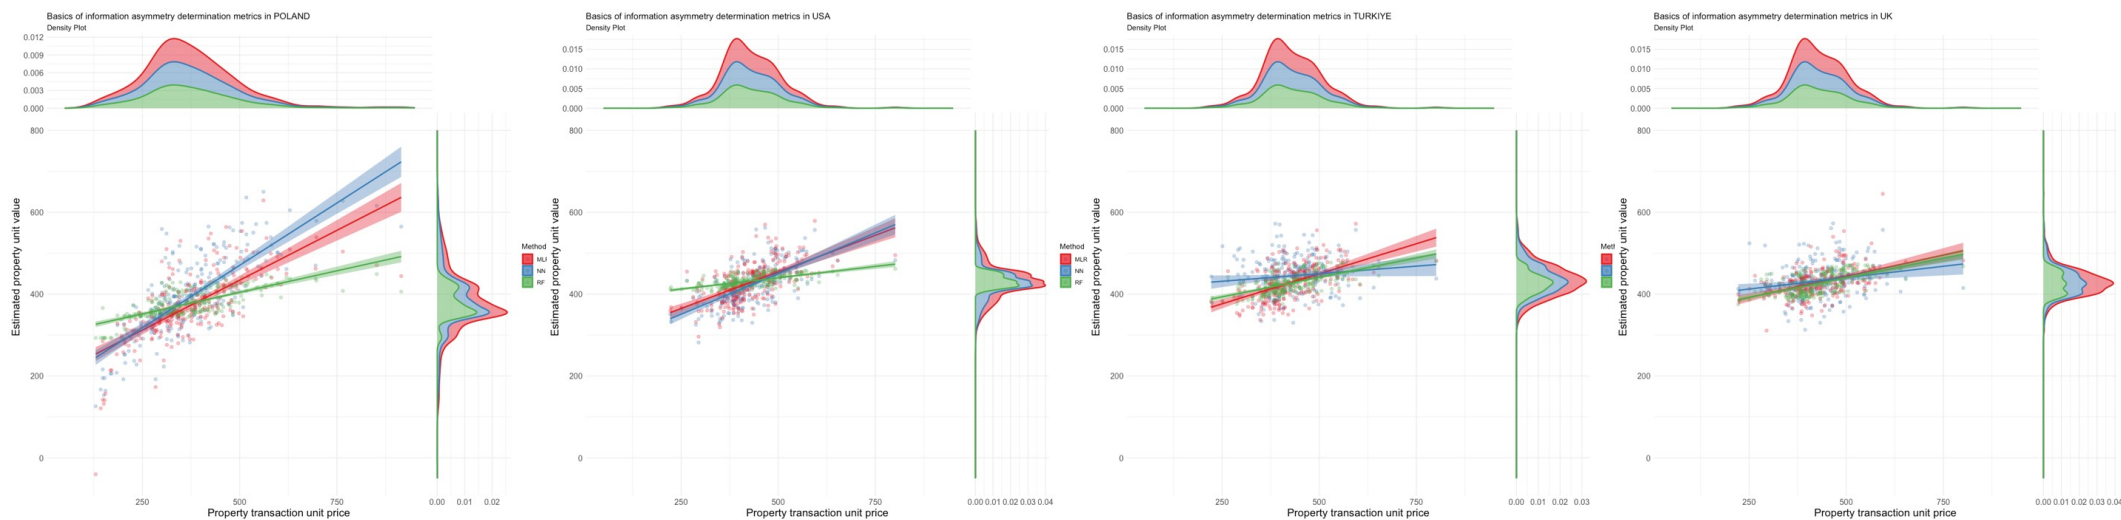 Basics of information asymmetry determination metrics in POLAND
Density Plot
0.012
0.009
0.006
0.003
0.000
800
600
400
200
0
Estimated property unit value
250 500 750
Property transaction unit price
0.00 0.01 0.02
Method
MLR
NN
RF
Basics of information asymmetry determination metrics in USA
Density Plot
0.015
0.010
0.005
0.000
800
600
400
200
0
Estimated property unit value
250 500 750
Property transaction unit price
0.00 0.01 0.02 0.03 0.04
Method
MLR
NN
RF
Basics of information asymmetry determination metrics in TURKIYE
Density Plot
0.015
0.010
0.005
0.000
800
600
400
200
0
Estimated property unit value
250 500 750
Property transaction unit price
0.00 0.01 0.02 0.03
Met
Basics of information asymmetry determination metrics in UK
Density Plot
0.015
0.010
0.005
0.000
800
600
400
200
0
Estimated property unit value
250 500 750
Property transaction unit price
0.00 0.01 0.02 0.03 0.04